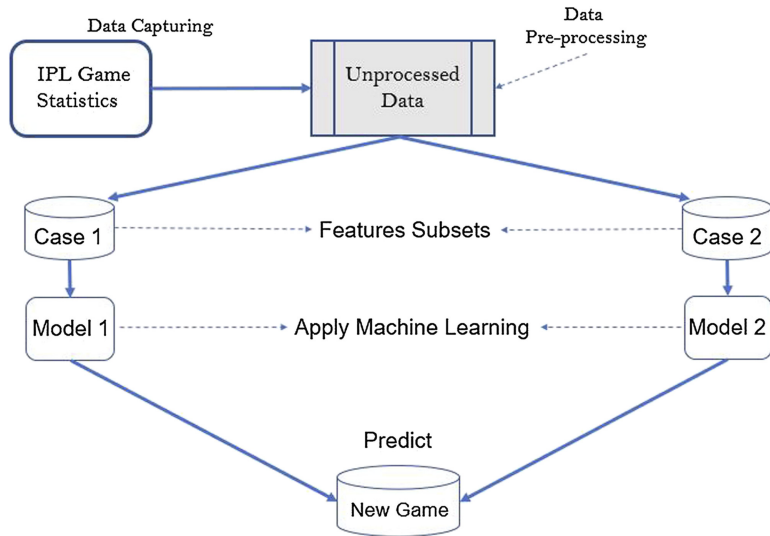 Data Capturing
Data
Pre-processing
IPL Game
Statistics
Unprocessed
Data
Case 1
Features Subsets
Case 2
Model 1
Apply Machine Learning
Model 2
Predict
New Game